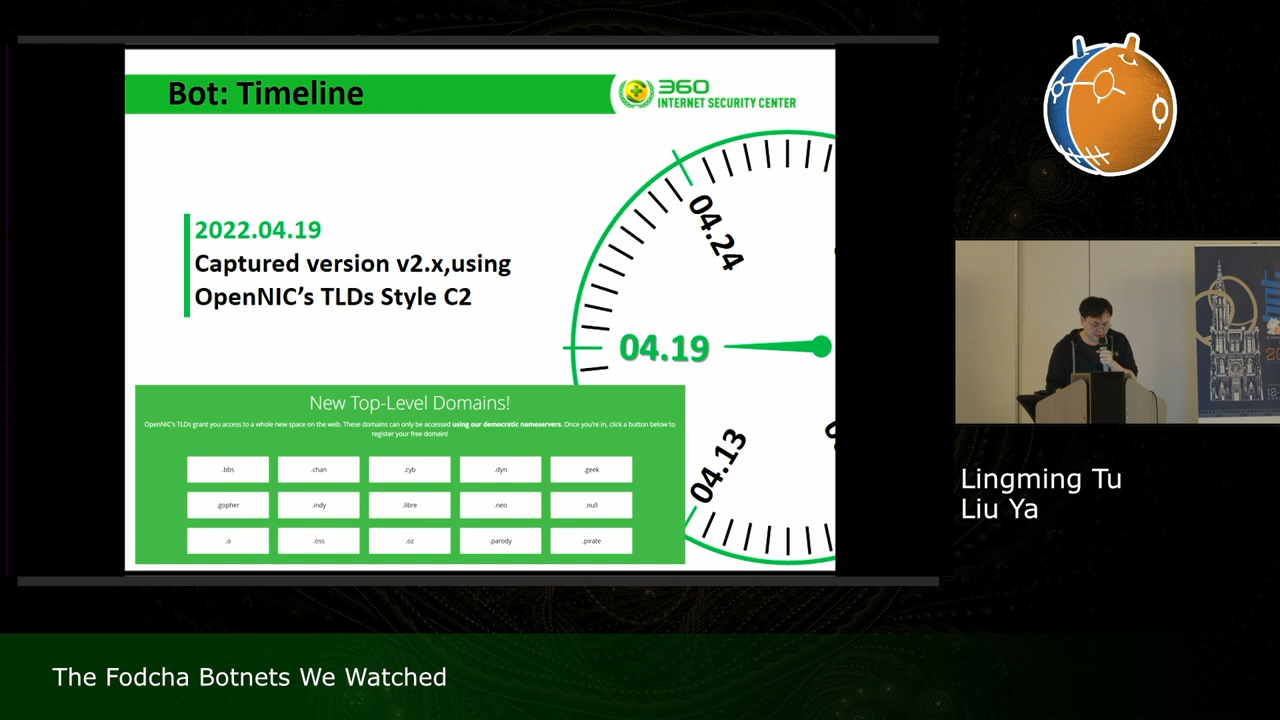 Bot: Timeline
360
INTERNET SECURITY CENTER
2022.04.19
Captured version v2.x,using
OpenNIC’s TLDs Style C2
04.24
04.19
04.13
New Top-Level Domains!
OpenNIC's TLDs grant you access to a whole new space on the web. These domains can only be accessed using our democratic nameservers. Once you're in, click a button below to
register your free domain!
.bbs
.chan
.cyb
.dyn
.geek
.gopher
.indy
.libre
.neo
.null
.o
.oss
.oz
.parody
.pirate
Lingming Tu
Liu Ya
The Fodcha Botnets We Watched